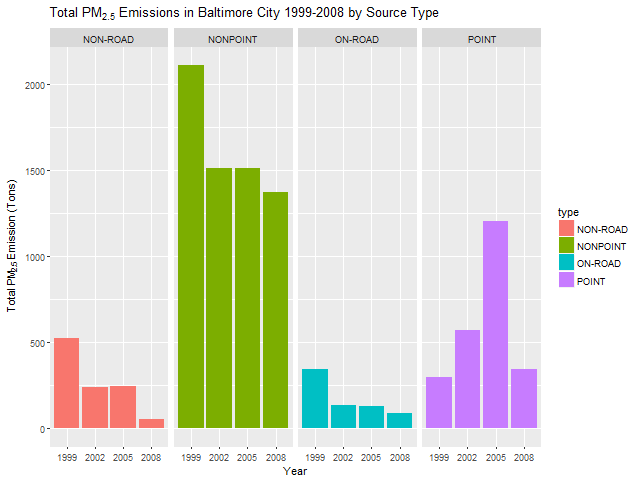 Total PM2.5 Emissions in Baltimore City 1999-2008 by Source Type
NON-ROAD NONPOINT ON-ROAD POINT
2000
1500
1000
500
0
Total PM2.5 Emission (Tons)
1999 2002 2005 2008 1999 2002 2005 2008 1999 2002 2005 2008 1999 2002 2005 2008
Year
type
NON-ROAD
NONPOINT
ON-ROAD
POINT